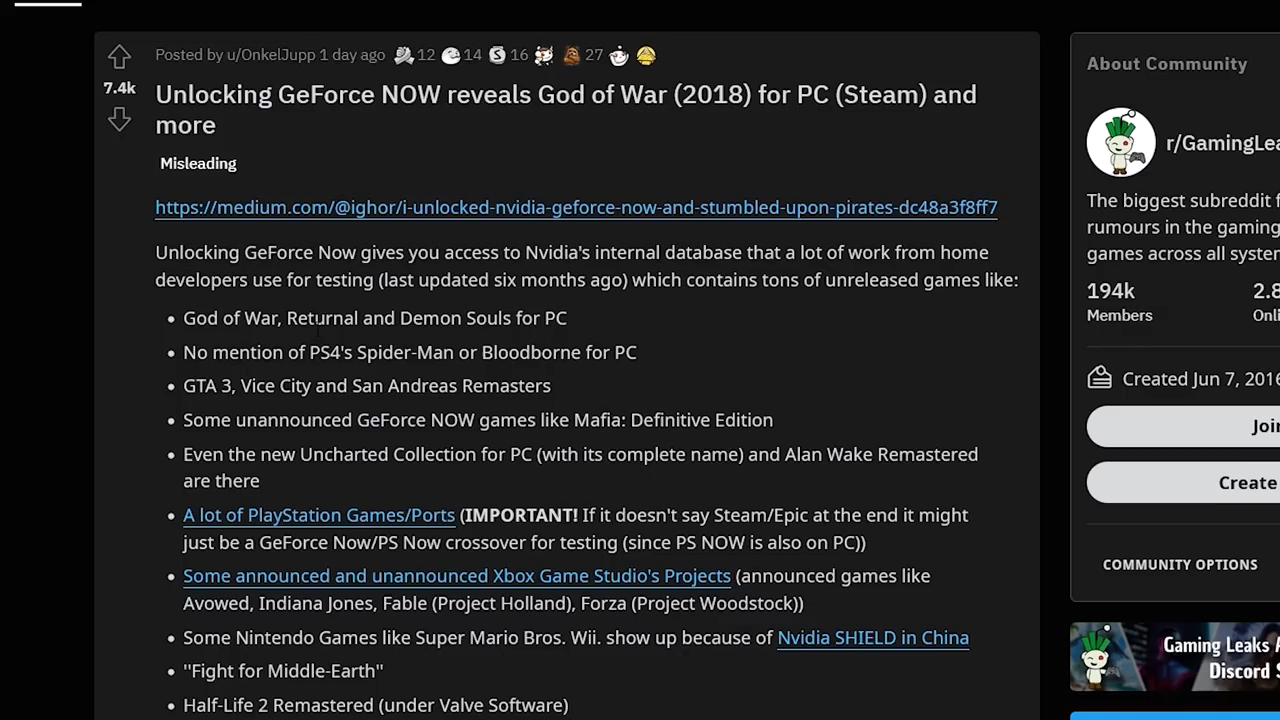 Posted by u/OnkelJupp 1 day ago 12 14 16 27
7.4k
Unlocking GeForce NOW reveals God of War (2018) for PC (Steam) and
more
Misleading
https://medium.com/@ighor/i-unlocked-nvidia-geforce-now-and-stumbled-upon-pirates-dc48a3f8ff7
Unlocking GeForce Now gives you access to Nvidia's internal database that a lot of work from home
developers use for testing (last updated six months ago) which contains tons of unreleased games like:
• God of War, Returnal and Demon Souls for PC
• No mention of PS4's Spider-Man or Bloodborne for PC
• GTA 3, Vice City and San Andreas Remasters
• Some unannounced GeForce NOW games like Mafia: Definitive Edition
• Even the new Uncharted Collection for PC (with its complete name) and Alan Wake Remastered
are there
• A lot of PlayStation Games/Ports (IMPORTANT! If it doesn't say Steam/Epic at the end it might
just be a GeForce Now/PS Now crossover for testing (since PS NOW is also on PC))
• Some announced and unannounced Xbox Game Studio's Projects (announced games like
Avowed, Indiana Jones, Fable (Project Holland), Forza (Project Woodstock))
• Some Nintendo Games like Super Mario Bros. Wii. show up because of Nvidia SHIELD in China
• "Fight for Middle-Earth"
• Half-Life 2 Remastered (under Valve Software)
About Community
r/GamingLea
The biggest subreddit f
rumours in the gaming
games across all system
194k 2.8
Members Onli
Created Jun 7, 2016
Join
Create
COMMUNITY OPTIONS
Gaming Leaks A
Discord S